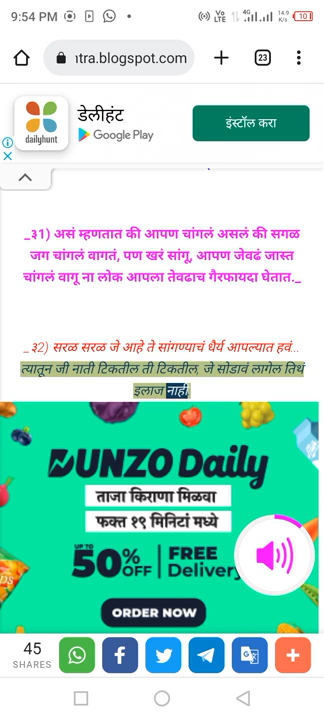 9:54 PM
Vo LTE 4G 14.9 K/s 10
ıtra.blogspot.com
23
डेलीहंट
Google Play
dailyhunt
इंस्टॉल करा
_३1) असं म्हणतात की आपण चांगलं असलं की सगळ
जग चांगलं वागतं, पण खरं सांगू, आपण जेवढं जास्त
चांगलं वागू ना लोक आपला तेवढाच गैरफायदा घेतात._
_३2) सरळ सरळ जे आहे ते सांगण्याचं धैर्य आपल्यात हवं...
त्यातून जी नाती टिकतील ती टिकतील, जे सोडावं लागेल तिथं
इलाज नाही.
DUNZO Daily
ताजा किराणा मिळवा
फक्त १९ मिनिटां मध्ये
UP TO 50% OFF FREE Delivery
ORDER NOW
45
SHARES